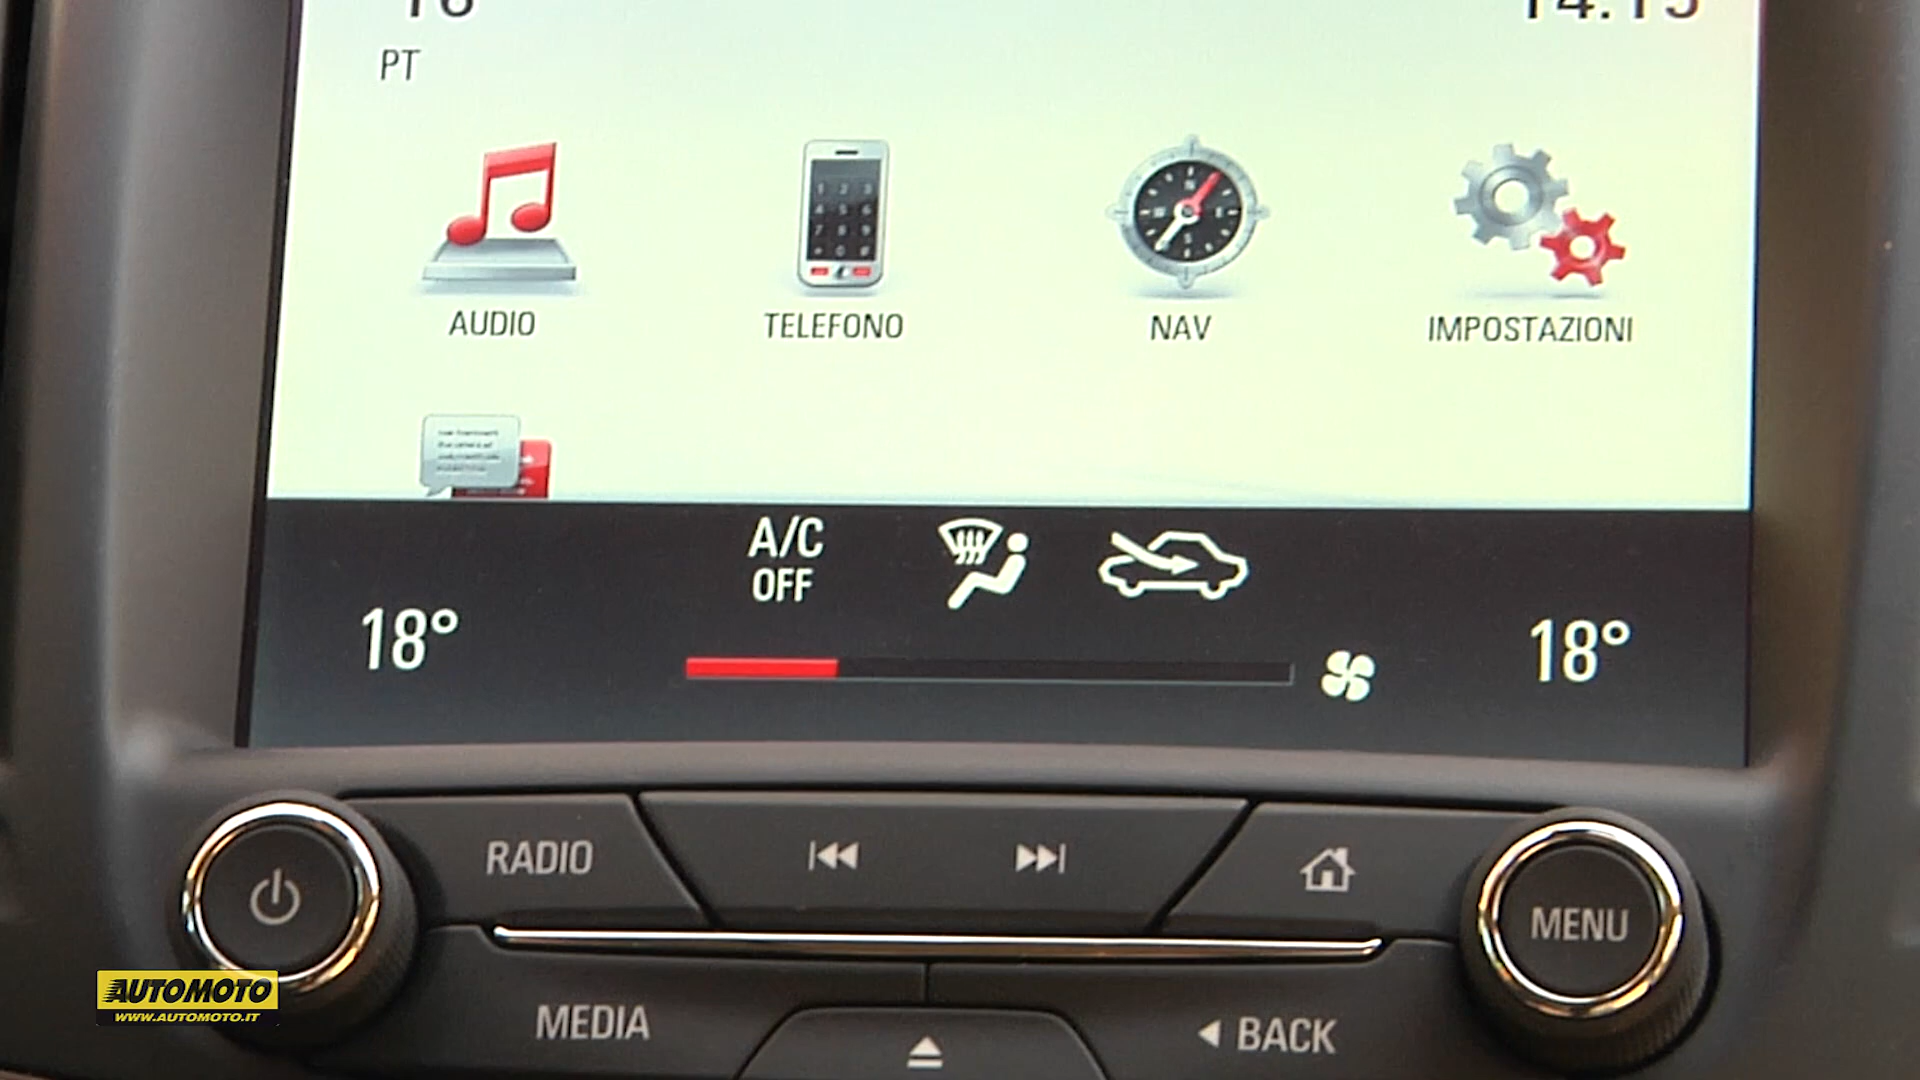 PT
AUDIO
TELEFONO
NAV
IMPOSTAZIONI
A/C
OFF
18°
18°
RADIO
MENU
MEDIA
BACK
AUTOMOTO
WWW.AUTOMOTO.IT